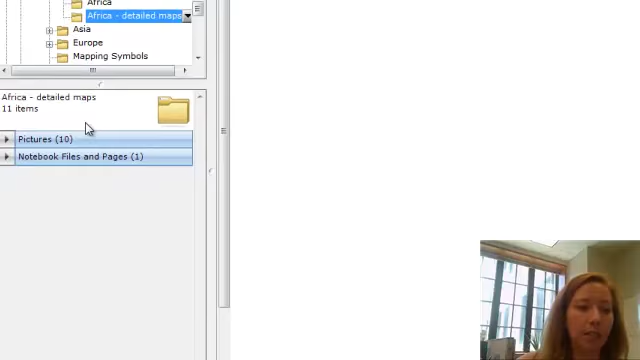 Africa
Africa - detailed maps
Asia
Europe
Mapping Symbols
Africa - detailed maps
11 items
Pictures (10)
Notebook Files and Pages (1)